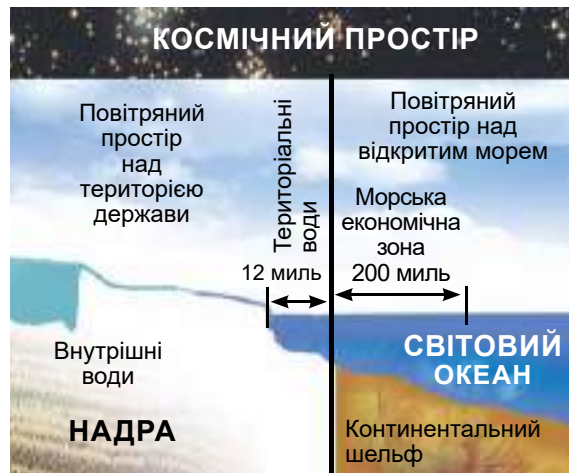 КОСМІЧНИЙ ПРОСТІР
Повітряний
простір
над
територією
держави
Територіальні
води
12 миль
Повітряний
простір над
відкритим морем
Морська
економічна
зона
200 миль
Внутрішні
води
НАДРА
СВІТОВИЙ
ОКЕАН
Континентальний
шельф